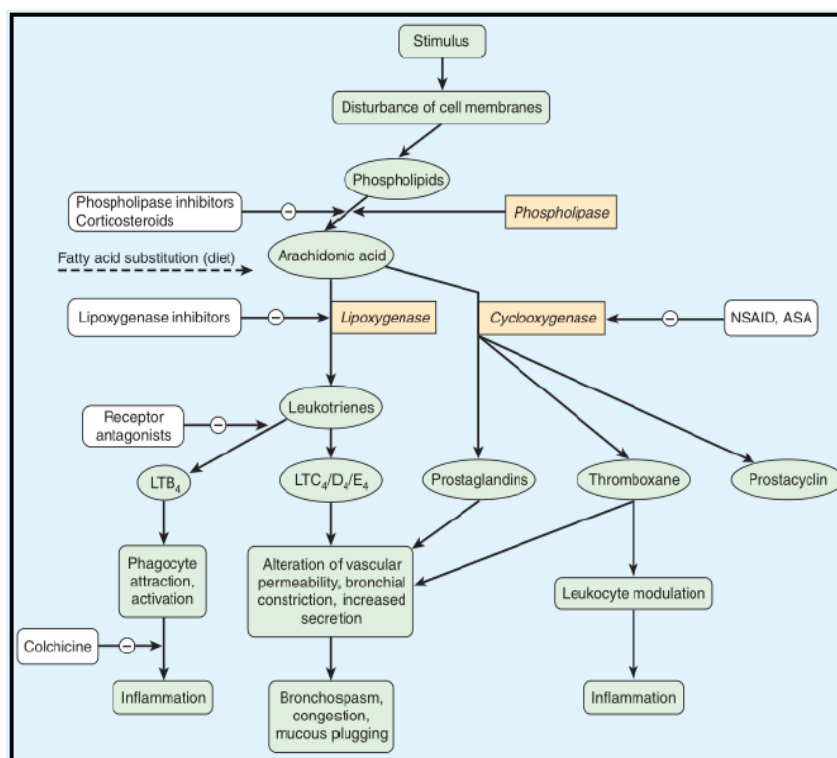 Stimulus
Disturbance of cell membranes
Phospholipids
Phospholipase inhibitors
Corticosteroids
Phospholipase
Arachidonic acid
Fatty acid substitution (diet)
Lipoxygenase inhibitors
Lipoxygenase
Cyclooxygenase
NSAID, ASA
Leukotrienes
Receptor
antagonists
LTB₄
LTC₄/D₄/E₄
Prostaglandins
Thromboxane
Prostacyclin
Phagocyte
attraction,
activation
Alteration of vascular
permeability, bronchial
constriction, increased
secretion
Leukocyte modulation
Colchicine
Inflammation
Bronchospasm,
congestion,
mucous plugging
Inflammation